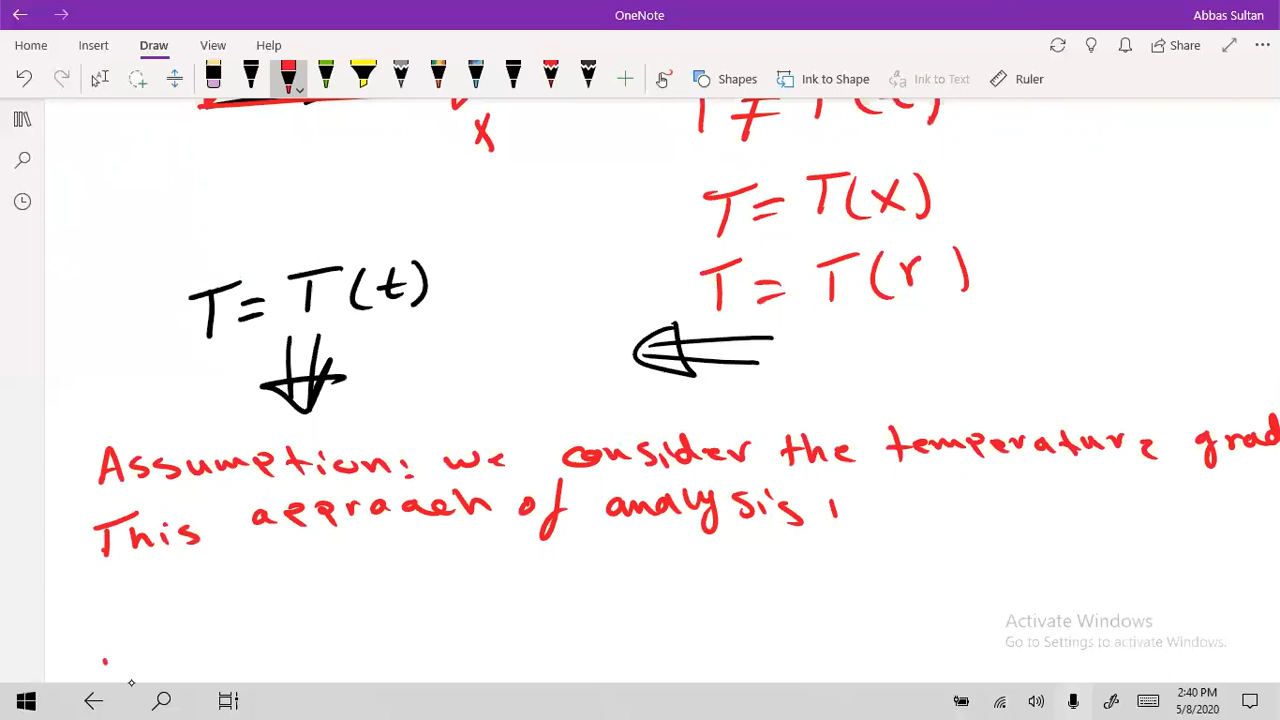 OneNote
Abbas Sultan
Home Insert Draw View Help
Share
Shapes Ink to Shape Ink to Text Ruler
x
T ≠ T(t)
T = T(x)
T = T(r )
T = T(t)
Assumption: we consider the temperature grad
This appraach of analysis
Activate Windows
Go to Settings to activate Windows.
2:40 PM
5/8/2020